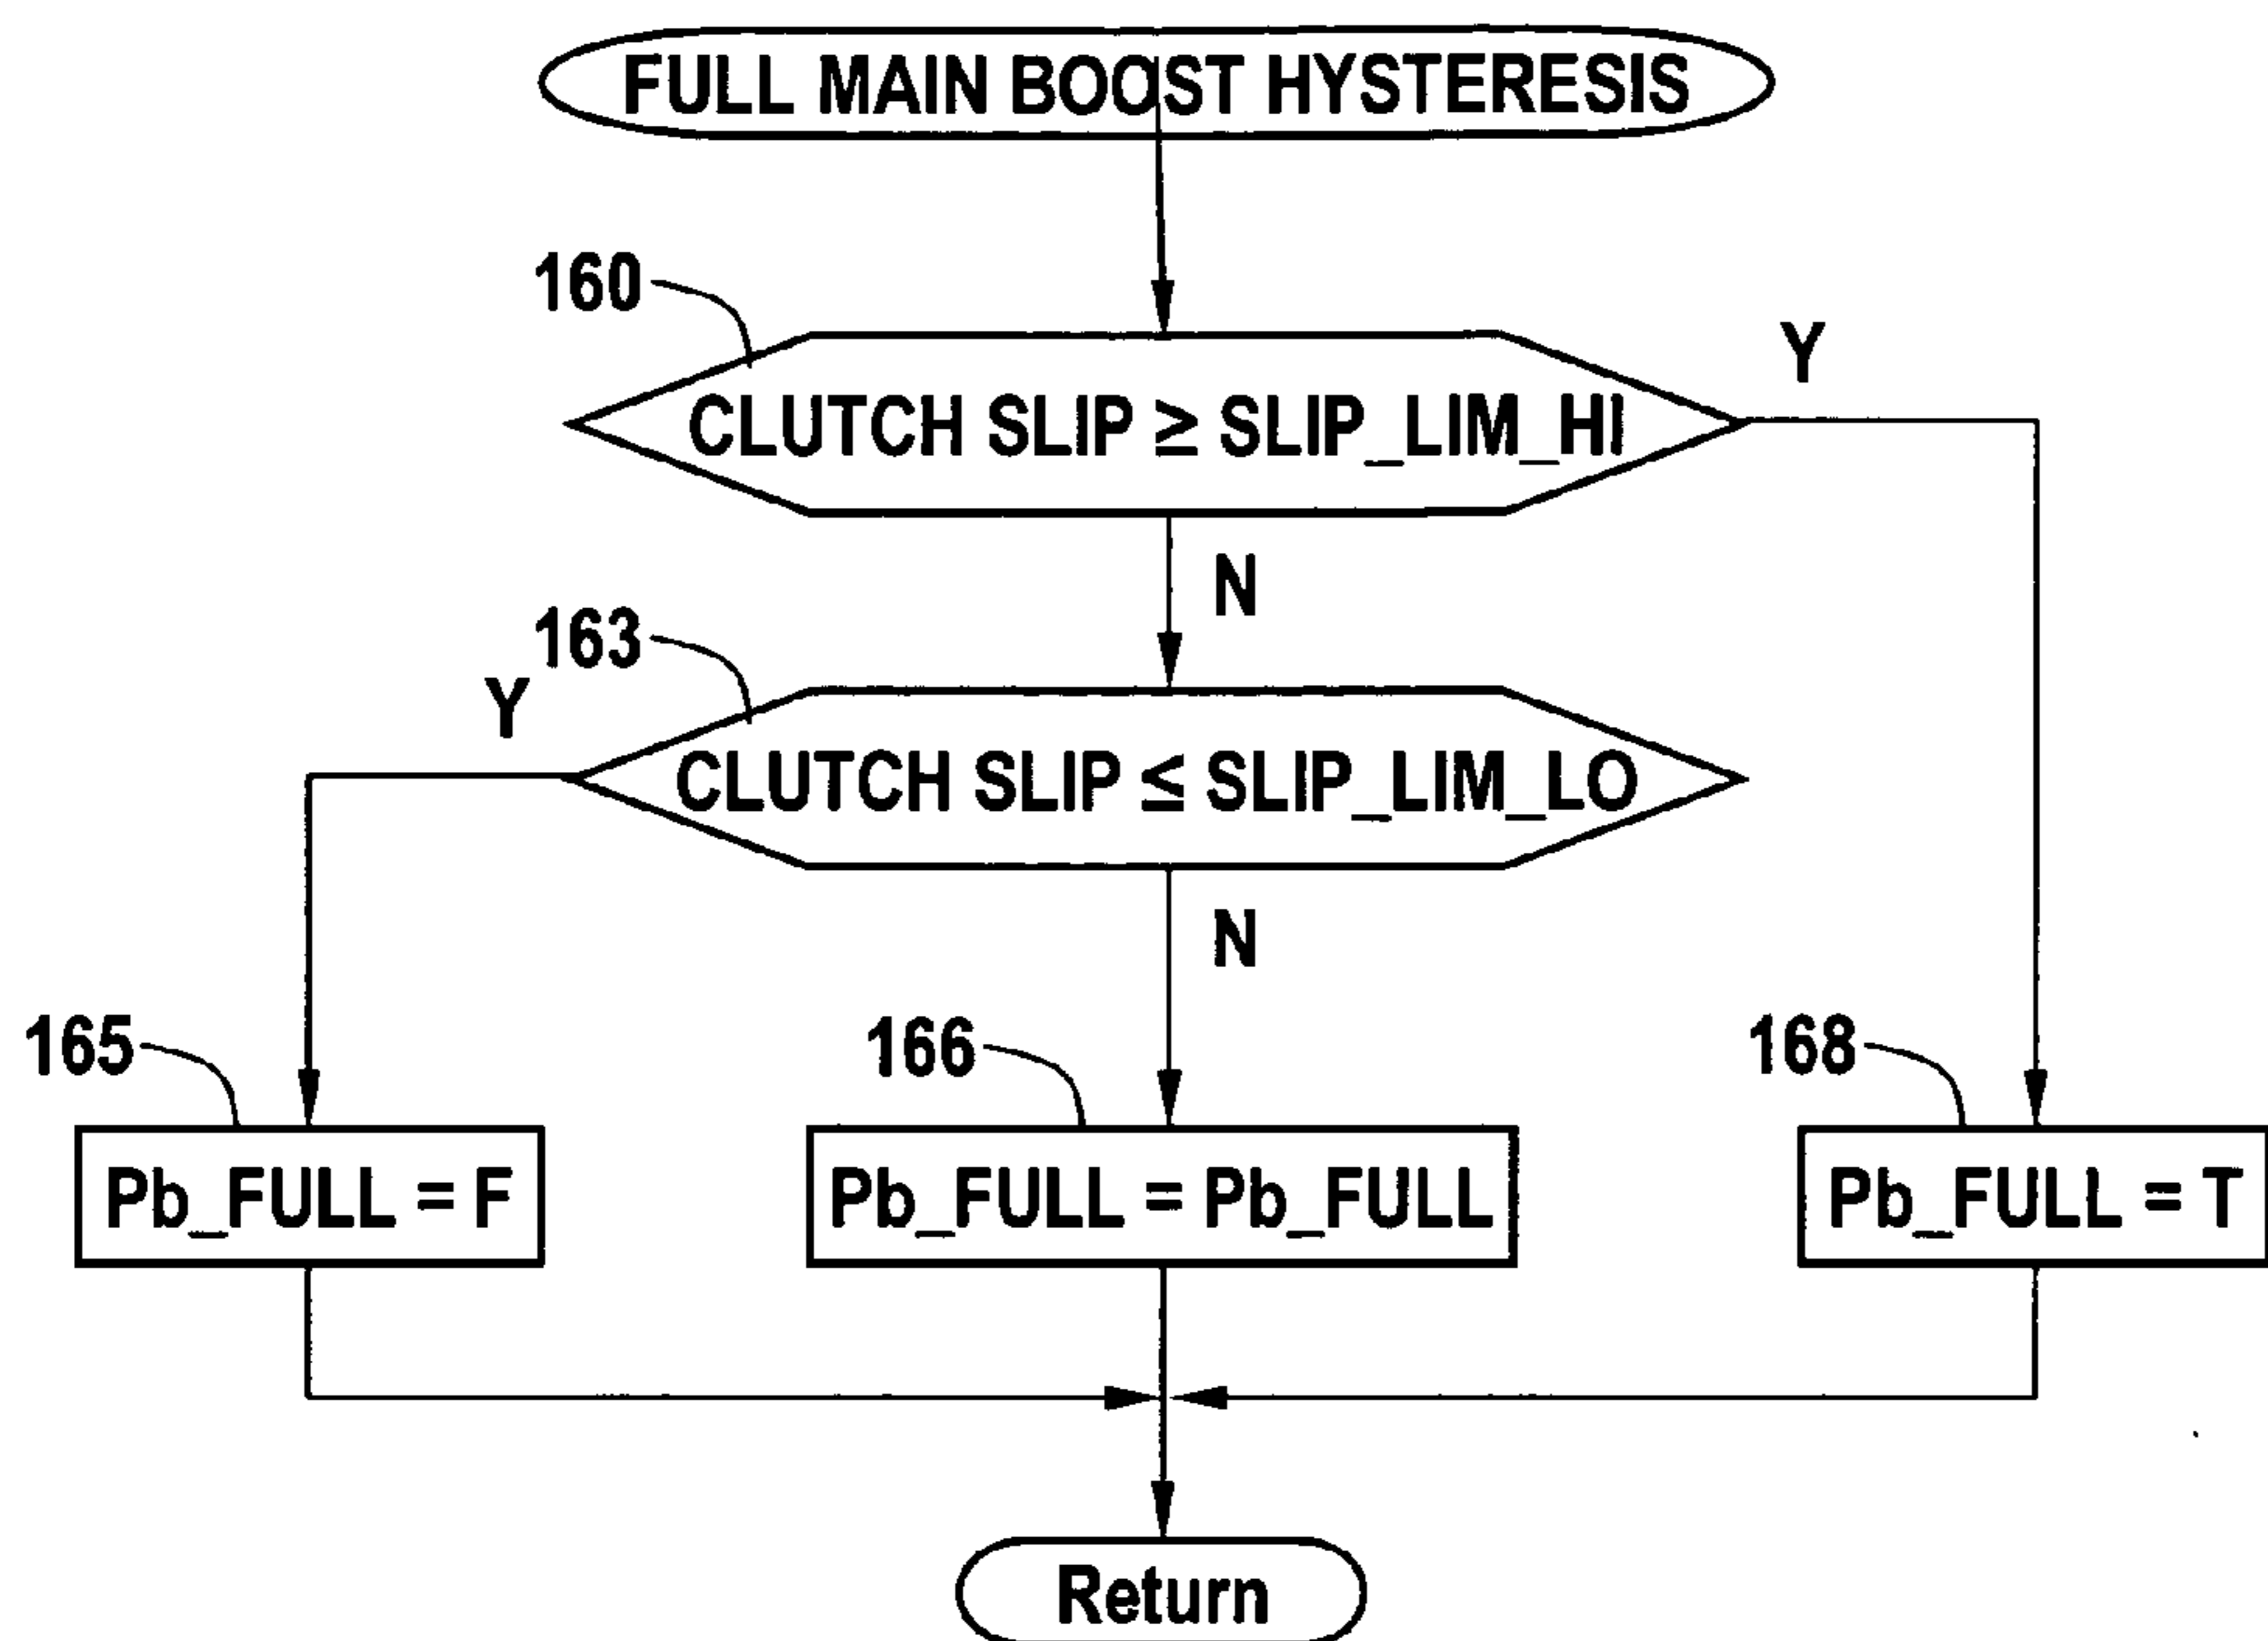 FULL MAIN BOOST HYSTERESIS
160
Y
CLUTCH SLIP ≥ SLIP_LIM_HI
N
163
Y
CLUTCH SLIP ≤ SLIP_LIM_LO
N
165
166
168
Pb_FULL = F
Pb_FULL = Pb_FULL
Pb_FULL = T
Return